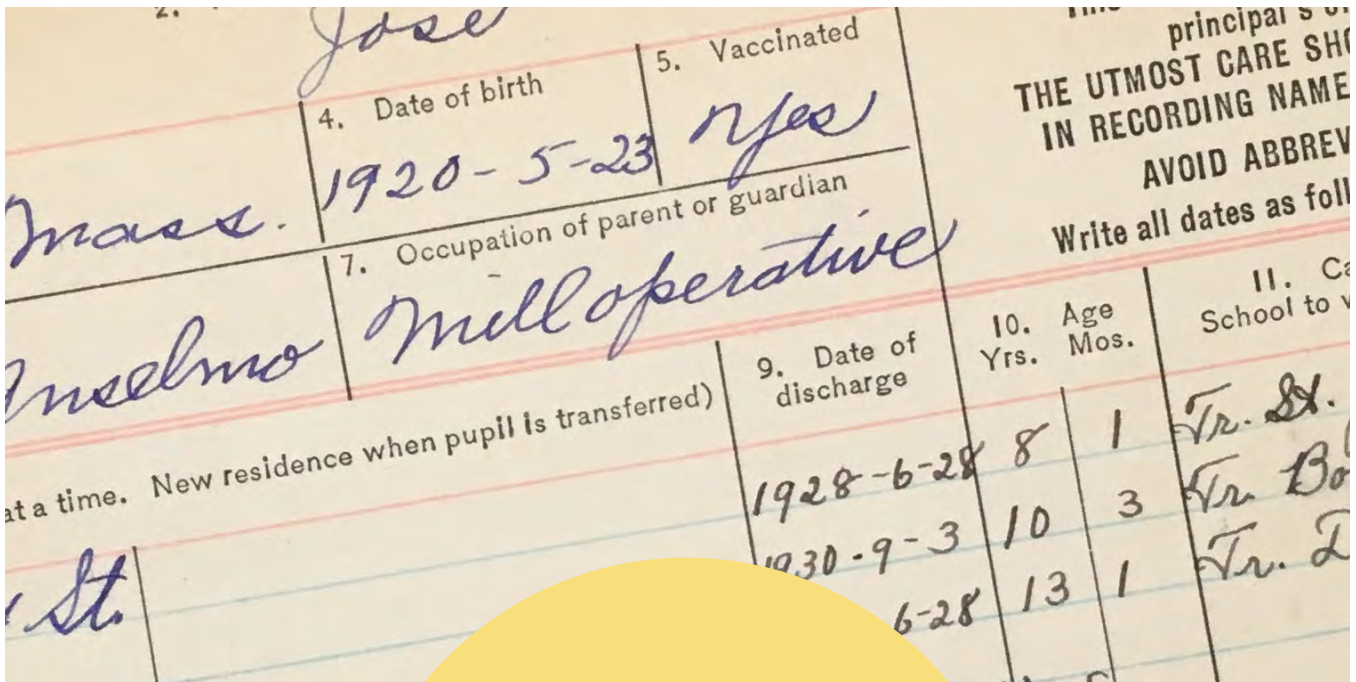 2.
Jose
principal's
THE UTMOST CARE
IN RECORDING NAME
AVOID
Write all dates as
4. Date of birth
1920-5-23
5. Vaccinated
yes
Mass.
7. Occupation of parent or guardian
Mill operative
Anselmo
at a time. New residence when pupil is transferred)
9. Date of
discharge
10. Age
Yrs. Mos.
11.
School to
1928-6-28 8 1 Tr. St.
1930-9-3 10 3 Tr.
6-28 13 1 Tr.
St.